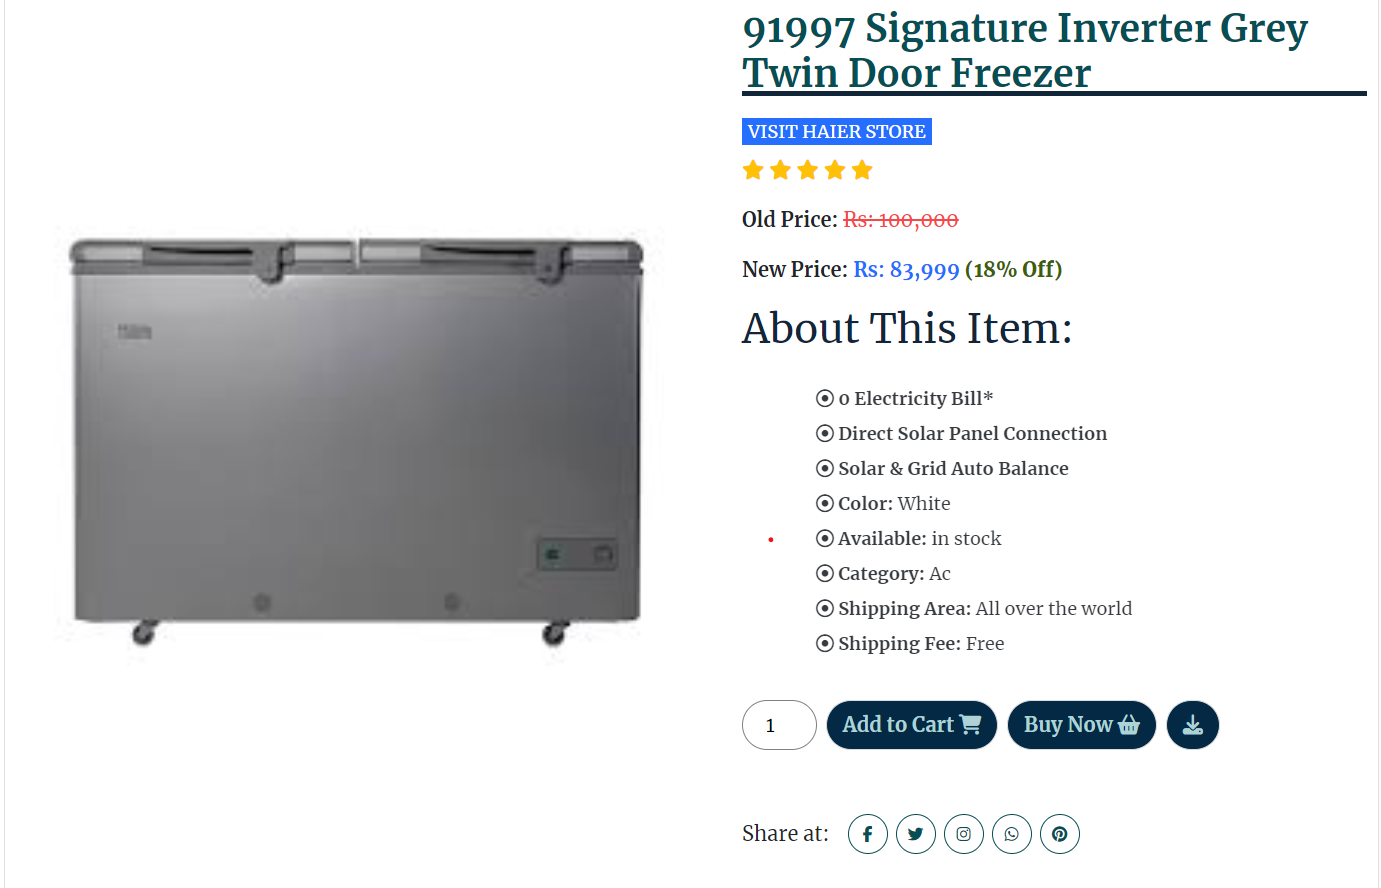 91997 Signature Inverter Grey
Twin Door Freezer
VISIT HAIER STORE
Old Price: Rs: 100,000
New Price: Rs: 83,999 (18% Off)
About This Item:
0 Electricity Bill*
Direct Solar Panel Connection
Solar & Grid Auto Balance
Color: White
Available: in stock
Category: Ac
Shipping Area: All over the world
Shipping Fee: Free
1 Add to Cart Buy Now
Share at: